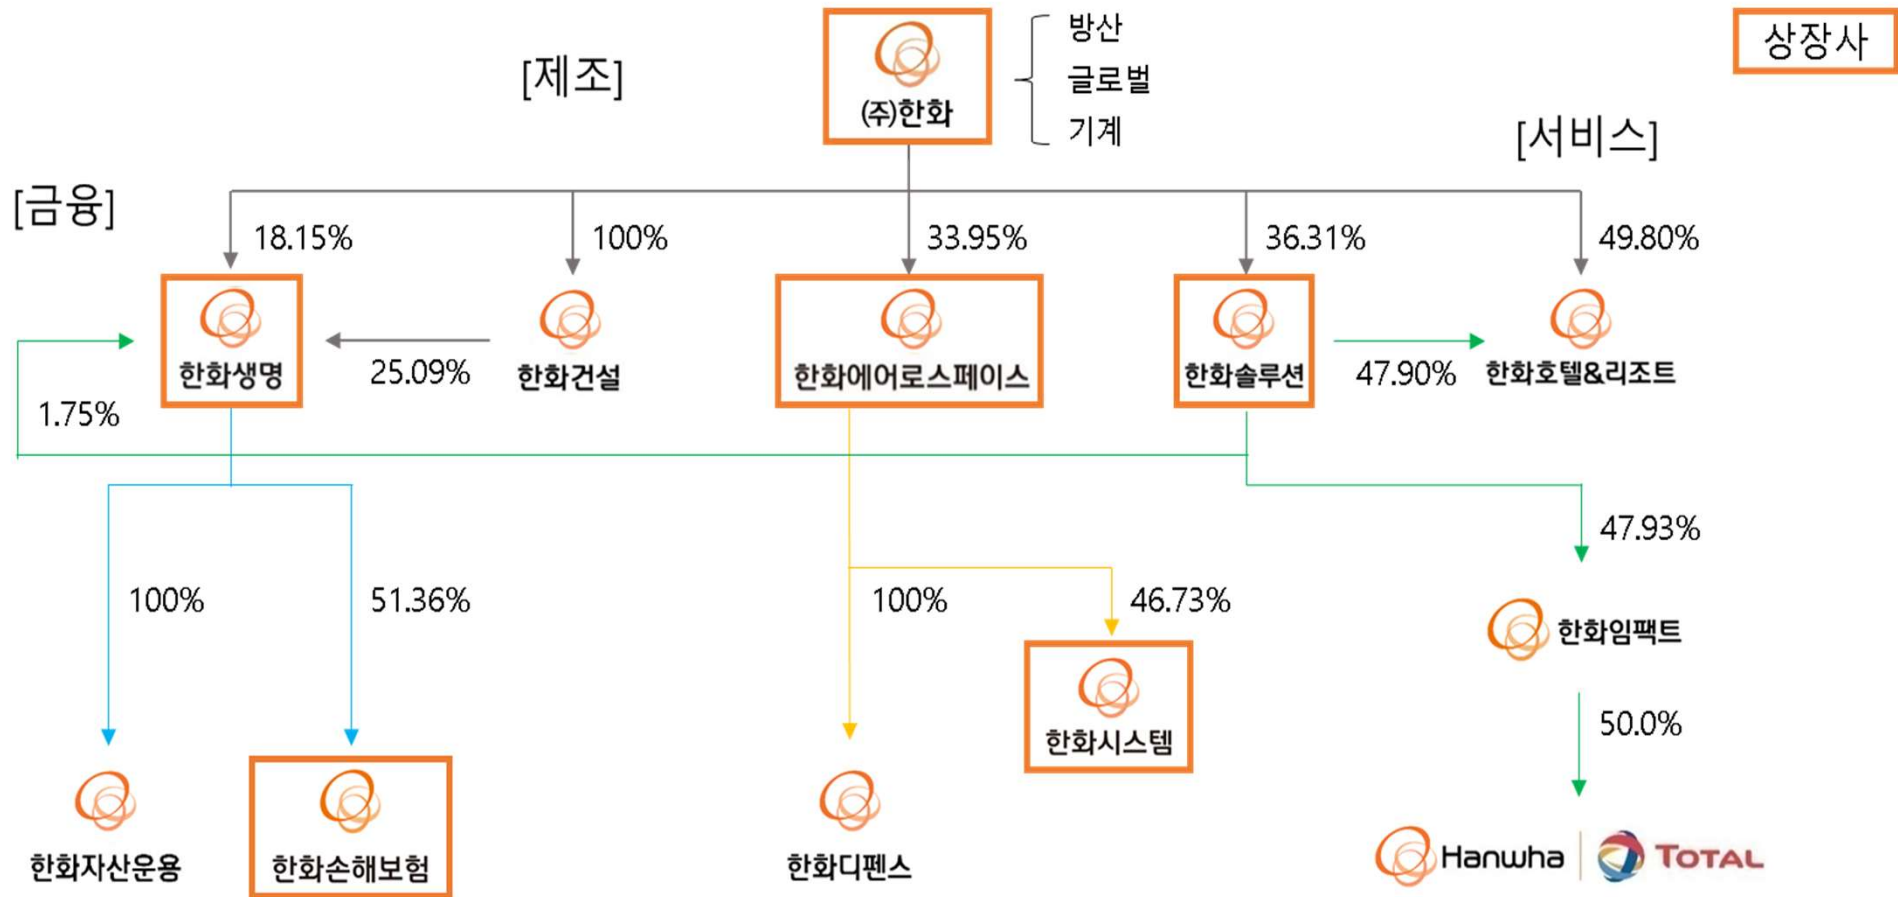 방산
[제조]
글로벌
상장사
㈜한화
기계
[서비스]
[금융]
18.15%
100%
33.95%
36.31%
49.80%
한화생명
25.09%
한화건설
한화에어로스페이스
한화솔루션
47.90%
한화호텔&리조트
1.75%
47.93%
100%
51.36%
100%
46.73%
한화임팩트
50.0%
한화시스템
한화자산운용
한화손해보험
한화디펜스
Hanwha
TOTAL